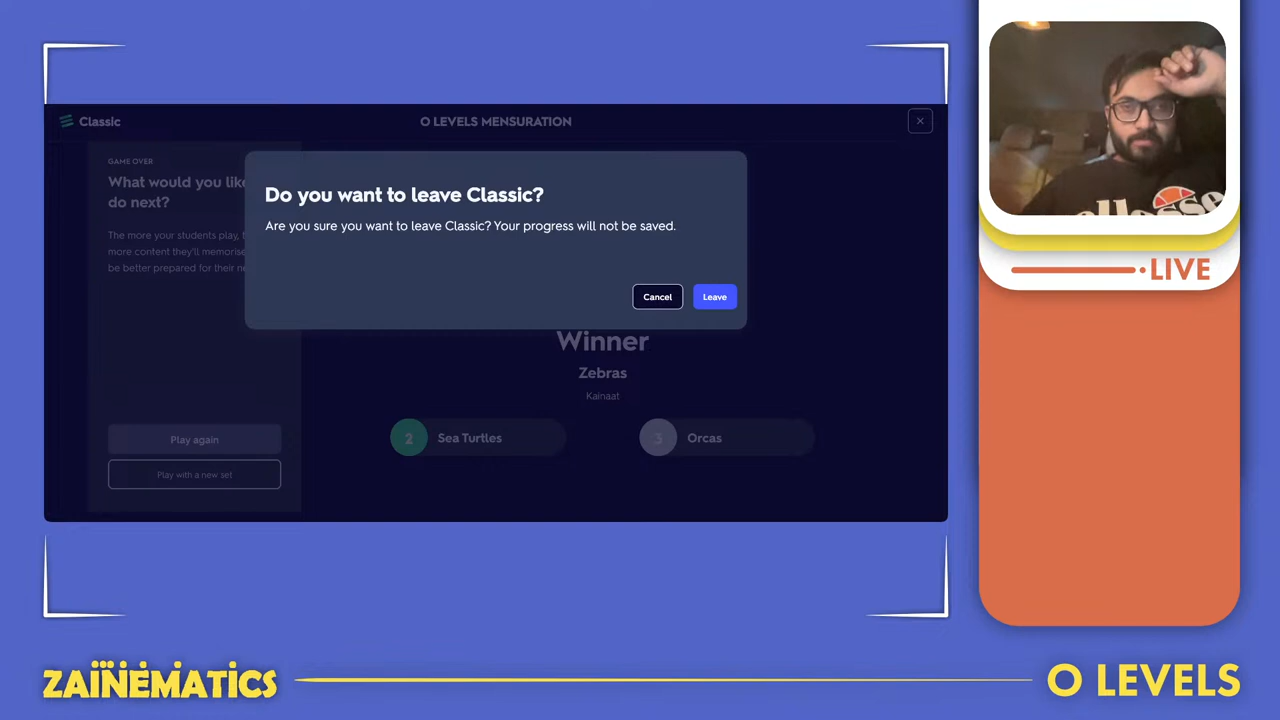 Classic
O LEVELS MENSURATION
GAME OVER
What would you like
do next?
The more your students play, t
more content they'll memorise
be better prepared for their ne
Do you want to leave Classic?
Are you sure you want to leave Classic? Your progress will not be saved.
Cancel
Leave
Winner
Zebras
Kainaat
2
Sea Turtles
3
Orcas
Play again
Play with a new set
ellesse
LIVE
ZAINEMATICS
O LEVELS